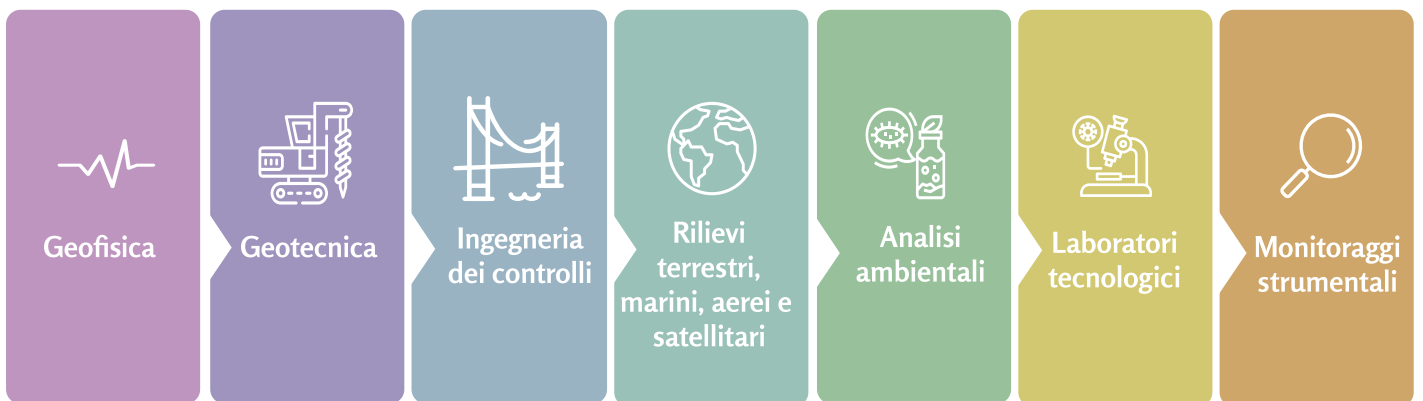 Geofisica
Geotecnica
Ingegneria
dei controlli
Rilievi
terrestri,
marini, aerei e
satellitari
Analisi
ambientali
Laboratori
tecnologici
Monitoraggi
strumentali